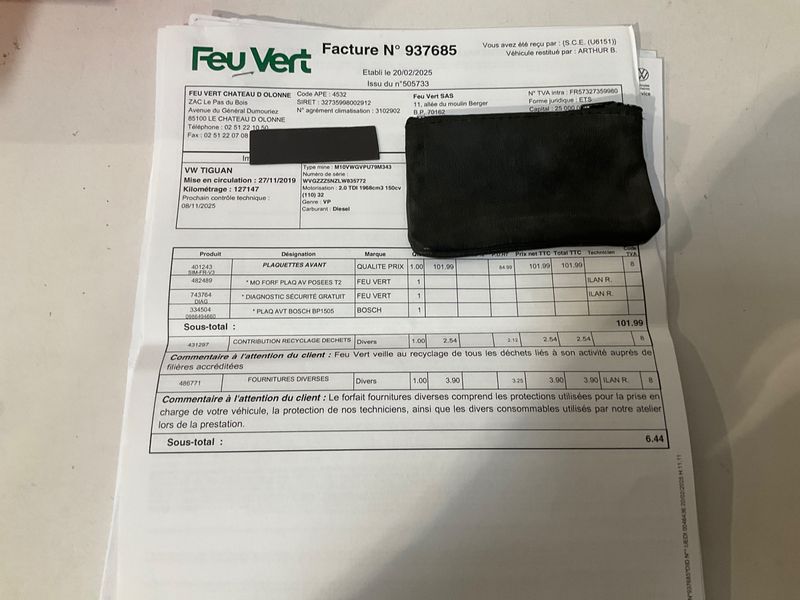 Feu Vert
Facture N° 937685
Vous avez été reçu par : (S.C.E. (U6151))
Véhicule restitué par : ARTHUR B.
Etabli le 20/02/2025
Issu du n°505733
FEU VERT CHATEAU D OLONNE
ZAC Le Pas du Bois
Avenue du Général Dumouriez
85100 LE CHATEAU D OLONNE
Téléphone : 02 51 22 10 50
Fax : 02 51 22 07 08
Code APE : 4532
SIRET : 32735998002912
N° agrément climatisation : 3102902
Feu Vert SAS
11, allée du moulin Berger
B.P. 70162
N° TVA intra : FR57327359980
Forme juridique : ETS
Capital : 25 000
VW TIGUAN
Mise en circulation : 27/11/2019
Kilométrage : 127147
Prochain contrôle technique :
08/11/2025
Type mine : M10VWGVPU79M343
Numéro de série :
WVGZZZ5NZLW835772
Motorisation : 2.0 TDI 1968cm3 150cv
(110) 32
Genre : VP
Carburant : Diesel
Produit Désignation Marque Prix net TTC Total TTC Technicien Code TVA
401243 PLAQUETTES AVANT QUALITE PRIX 1.00 101.99 84.99 101.99 101.99 8
SIM-FR-V3
482489 * MO FORF PLAQ AV POSEES T2 FEU VERT 1 ILAN R.
743764 * DIAGNOSTIC SÉCURITÉ GRATUIT FEU VERT 1 ILAN R.
DIAG
334504 * PLAQ AVT BOSCH BP1505 BOSCH 1
0986494660
Sous-total : 101.99
431297 CONTRIBUTION RECYCLAGE DECHETS Divers 1.00 2.54 2.12 2.54 2.54 8
Commentaire à l'attention du client : Feu Vert veille au recyclage de tous les déchets liés à son activité auprès de
filières accréditées
486771 FOURNITURES DIVERSES Divers 1.00 3.90 3.25 3.90 3.90 ILAN R. 8
Commentaire à l'attention du client : Le forfait fournitures diverses comprend les protections utilisées pour la prise en
charge de votre véhicule, la protection de nos techniciens, ainsi que les divers consommables utilisés par notre atelier
lors de la prestation.
Sous-total : 6.44